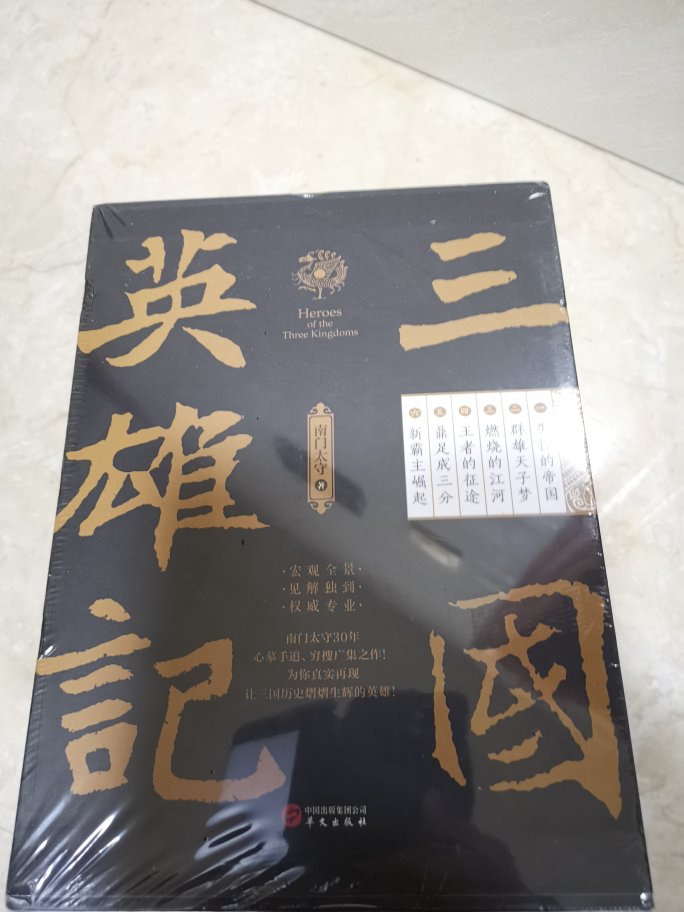 三國
英雄記
Heroes
of the
Three Kingdoms
南门太守 著
一 的帝国
二 群雄天子梦
三 燃烧的江河
四 王者的征途
五 鼎足成三分
六 新霸主崛起
·宏观全景·
·见解独到·
·权威专业·
南门太守30年
心摹手追、穷搜广集之作!
为你真实再现
让三国历史熠熠生辉的英雄!
中国出版集团公司
华文出版社